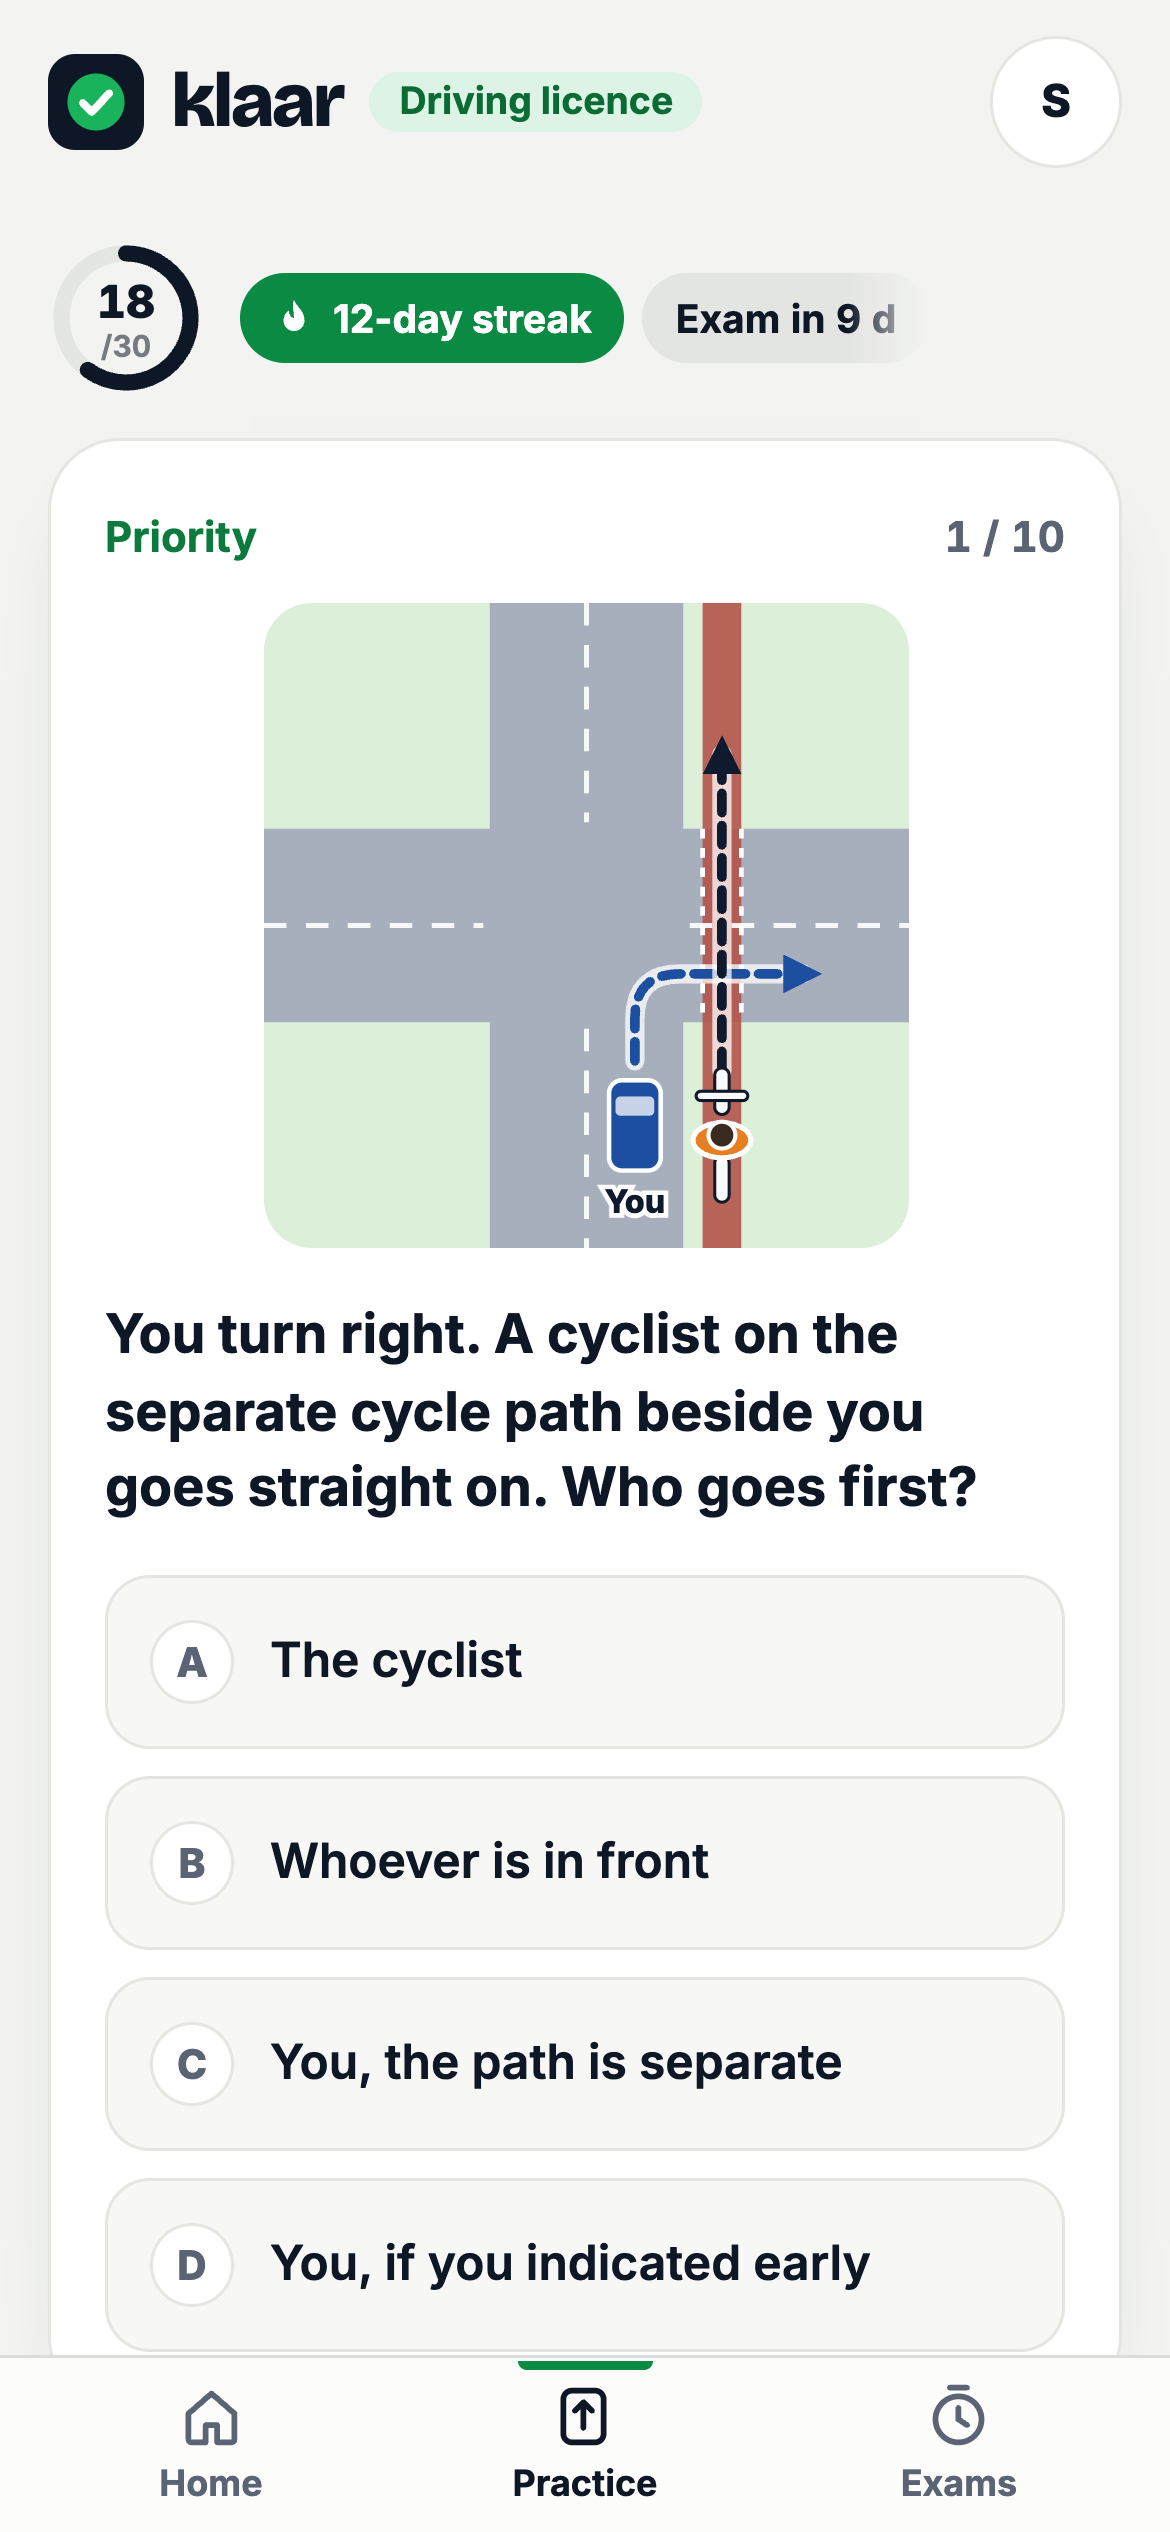 klaar
Driving licence
S
18
/30
12-day streak
Exam in 9 d
Priority
1 / 10
You
You turn right. A cyclist on the
separate cycle path beside you
goes straight on. Who goes first?
A
The cyclist
B
Whoever is in front
C
You, the path is separate
D
You, if you indicated early
Home
Practice
Exams